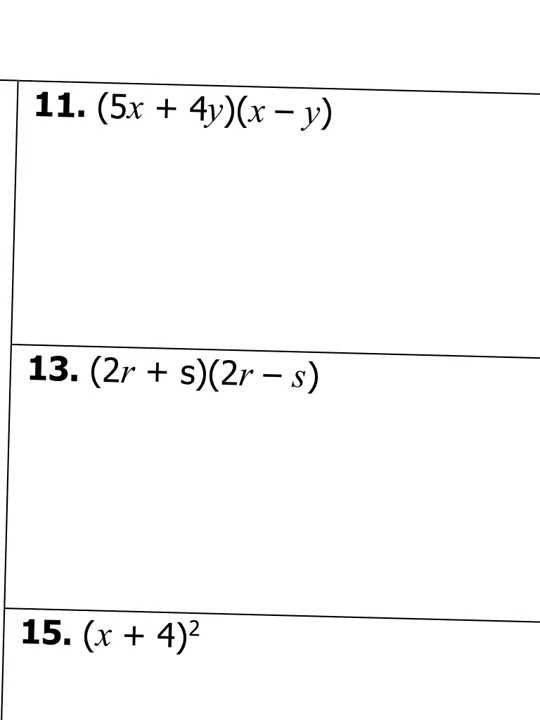 11. (5x + 4y)(x − y)
13. (2r + s)(2r − s)
15. (x + 4)²